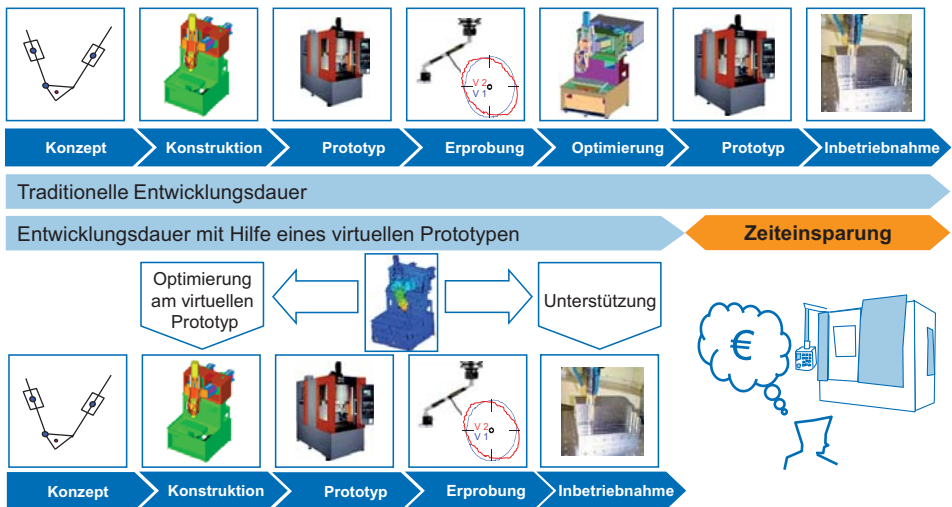 V 2
V 1
Konzept
Konstruktion
Prototyp
Erprobung
Optimierung
Prototyp
Inbetriebnahme
Traditionelle Entwicklungsdauer
Entwicklungsdauer mit Hilfe eines virtuellen Prototypen
Zeiteinsparung
Optimierung
am virtuellen
Prototyp
Unterstützung
€
V 2
V 1
Konzept
Konstruktion
Prototyp
Erprobung
Inbetriebnahme